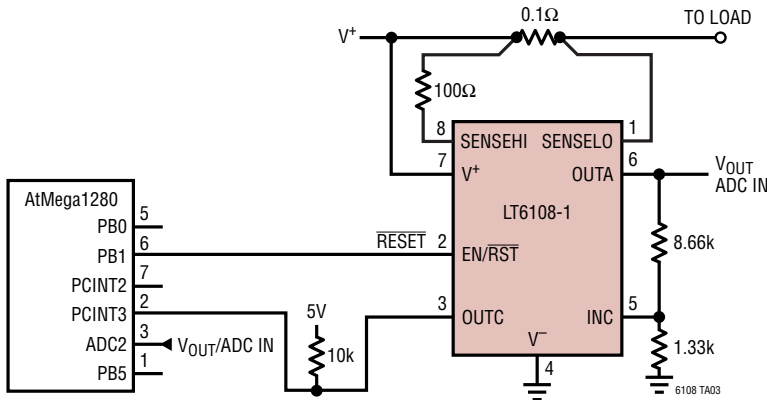 0.1Ω
TO LOAD
V+
100Ω
8
SENSEHI
SENSELO
1
7
V+
OUTA
6
VOUT
ADC IN
LT6108-1
8.66k
AtMega1280
PB0
5
PB1
6
RESET
2
EN/RST
PCINT2
7
PCINT3
2
3
OUTC
INC
5
5V
ADC2
3
VOUT/ADC IN
10k
V–
1.33k
PB5
1
4
6108 TA03